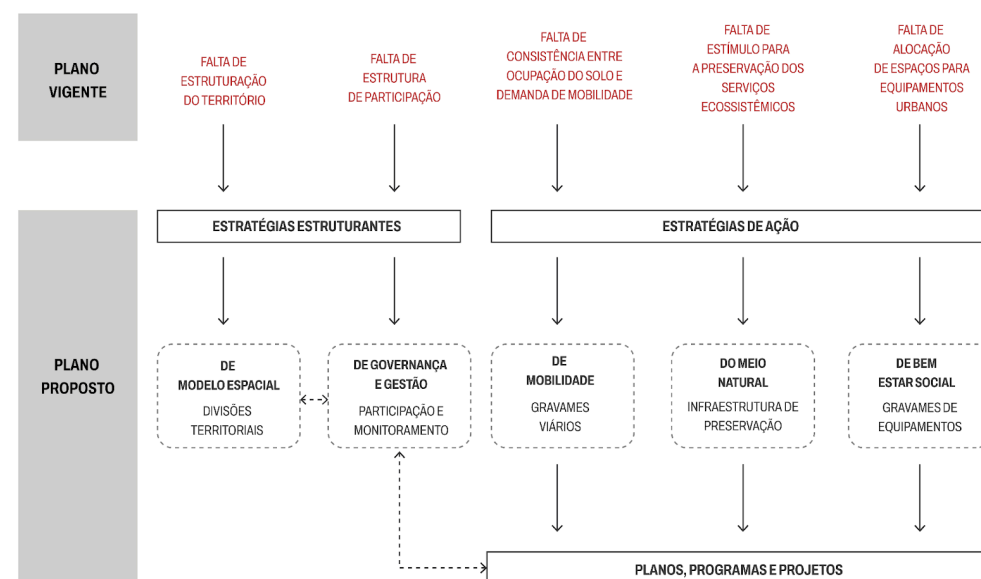 PLANO
VIGENTE
FALTA DE
ESTRUTURAÇÃO
DO TERRITÓRIO
FALTA DE
ESTRUTURA
DE PARTICIPAÇÃO
FALTA DE
CONSISTÊNCIA ENTRE
OCUPAÇÃO DO SOLO E
DEMANDA DE MOBILIDADE
FALTA DE
ESTÍMULO PARA
A PRESERVAÇÃO DOS
SERVIÇOS
ECOSSISTÊMICOS
FALTA DE
ALOCAÇÃO
DE ESPAÇOS PARA
EQUIPAMENTOS
URBANOS
PLANO
PROPOSTO
ESTRATÉGIAS ESTRUTURANTES
ESTRATÉGIAS DE AÇÃO
DE
MODELO ESPACIAL
DIVISÕES
TERRITORIAIS
DE GOVERNANÇA
E GESTÃO
PARTICIPAÇÃO E
MONITORAMENTO
DE
MOBILIDADE
GRAVAMES
VIÁRIOS
DO MEIO
NATURAL
INFRAESTRUTURA DE
PRESERVAÇÃO
DE BEM
ESTAR SOCIAL
GRAVAMES DE
EQUIPAMENTOS
PLANOS, PROGRAMAS E PROJETOS